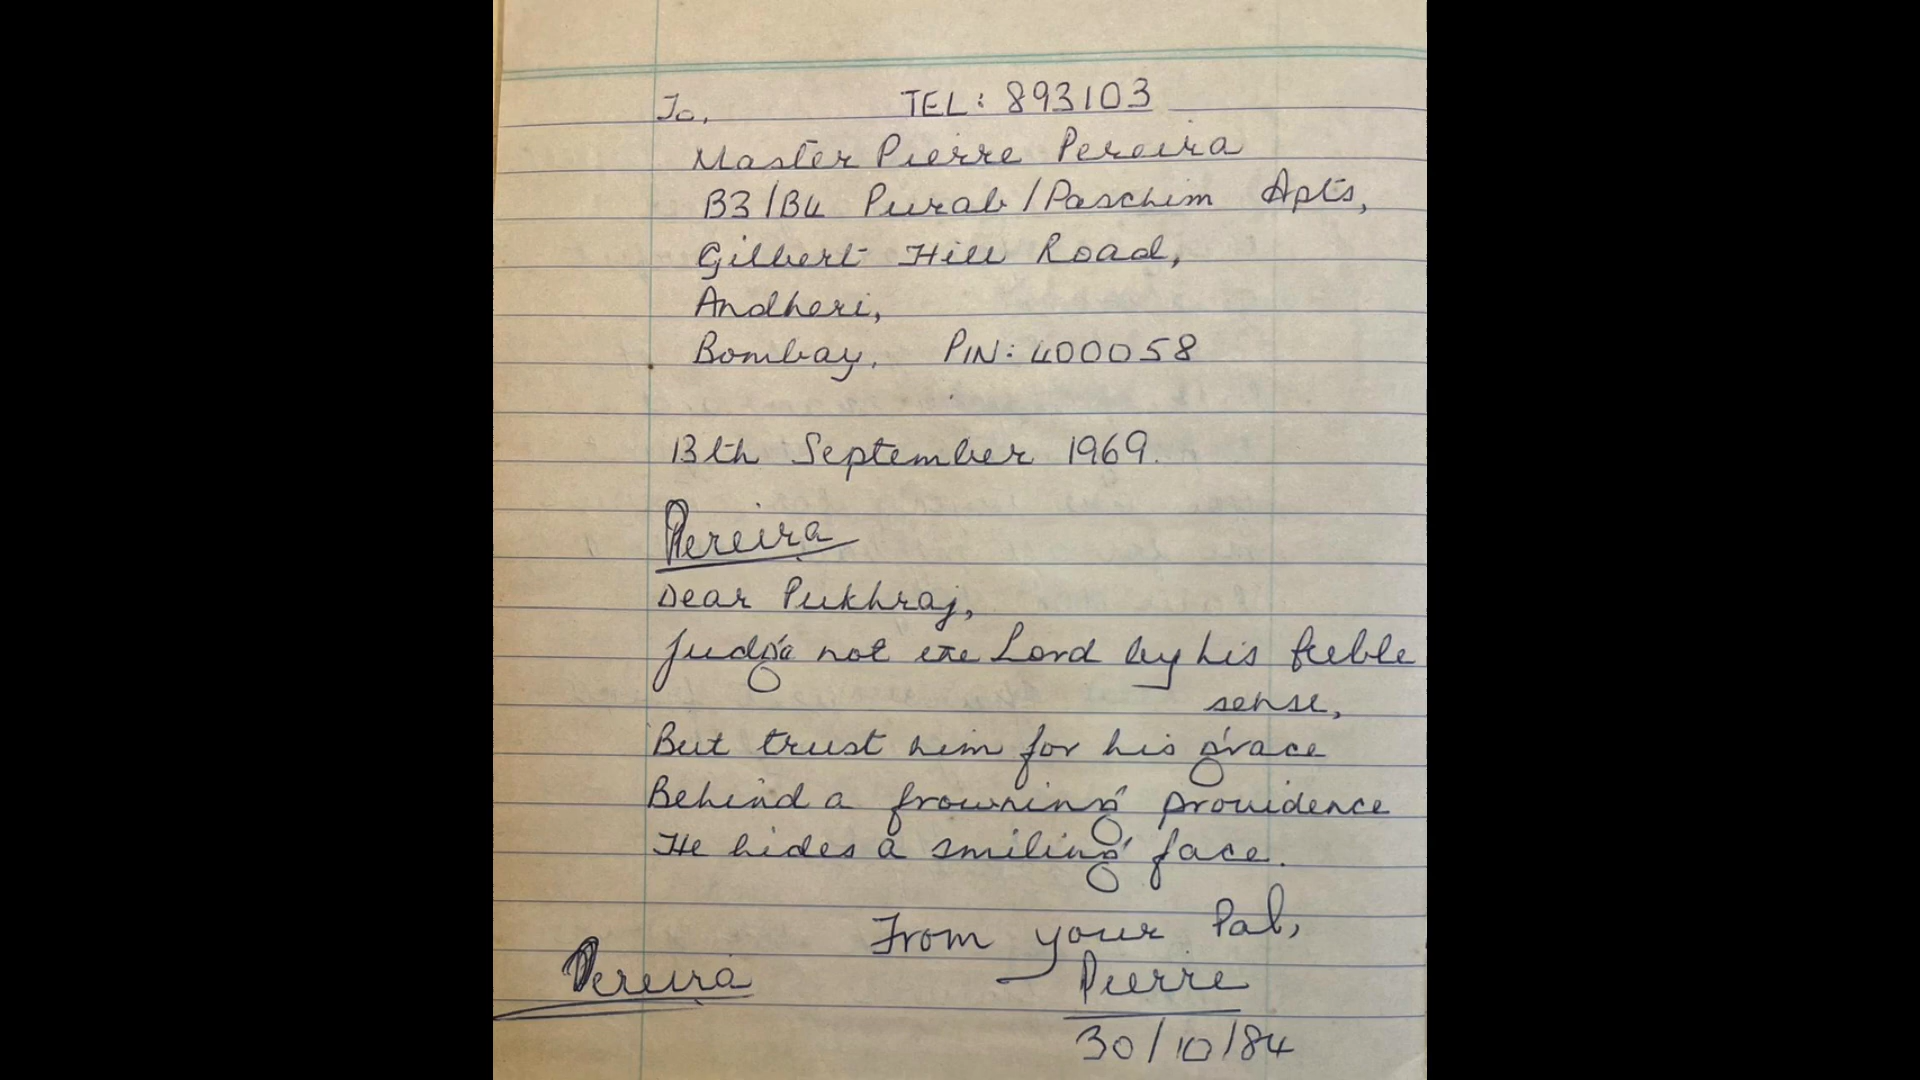 To, TEL: 893103
Master Pierre Pereira
B3/B4 Purab/Paschim Apts,
Gilbert Hill Road,
Andheri,
Bombay. PIN: 400058
13th September 1969.
Pereira
Dear Pukhraj,
Judge not the Lord by his feeble
sense,
But trust him for his grace
Behind a frowning providence
He hides a smiling face.
From your Pal,
Pereira Pierre
30/10/84